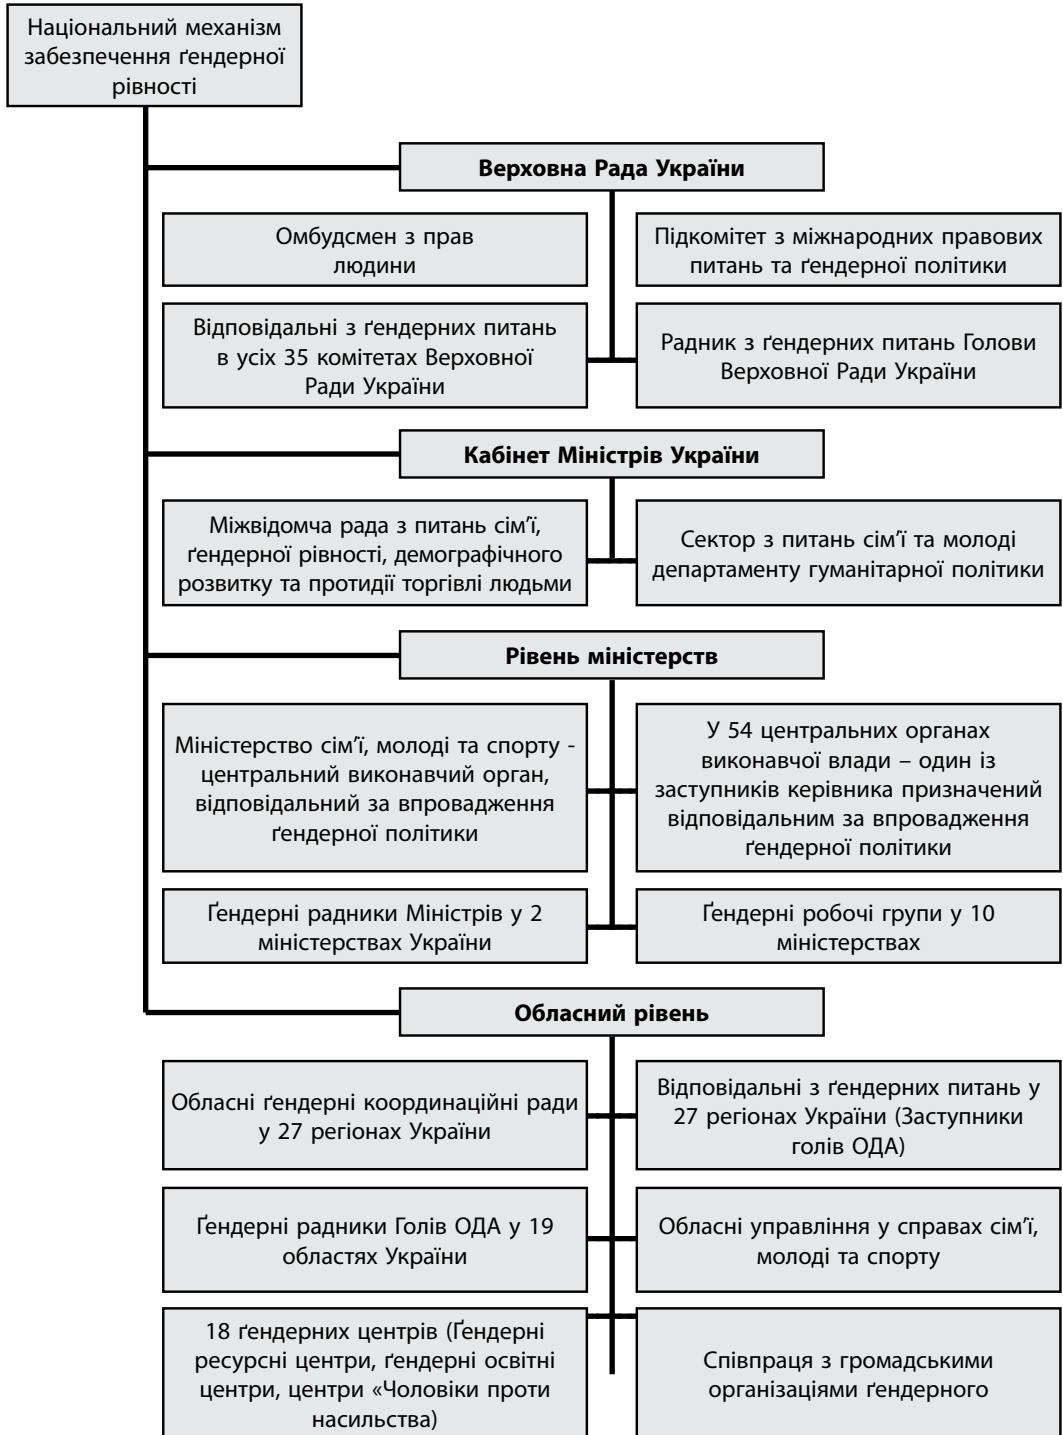 Національний механізм
забезпечення ґендерної
рівності
Верховна Рада України
Омбудсмен з прав
людини
Підкомітет з міжнародних правових
питань та ґендерної політики
Відповідальні з ґендерних питань
в усіх 35 комітетах Верховної
Ради України
Радник з ґендерних питань Голови
Верховної Ради України
Кабінет Міністрів України
Міжвідомча рада з питань сім’ї,
ґендерної рівності, демографічного
розвитку та протидії торгівлі людьми
Сектор з питань сім’ї та молоді
департаменту гуманітарної політики
Рівень міністерств
Міністерство сім’ї, молоді та спорту -
центральний виконавчий орган,
відповідальний за впровадження
ґендерної політики
У 54 центральних органах
виконавчої влади – один із
заступників керівника призначений
відповідальним за впровадження
ґендерної політики
Ґендерні радники Міністрів у 2
міністерствах України
Ґендерні робочі групи у 10
міністерствах
Обласний рівень
Обласні ґендерні координаційні ради
у 27 регіонах України
Відповідальні з ґендерних питань у
27 регіонах України (Заступники
голів ОДА)
Ґендерні радники Голів ОДА у 19
областях України
Обласні управління у справах сім’ї,
молоді та спорту
18 ґендерних центрів (Ґендерні
ресурсні центри, ґендерні освітні
центри, центри «Чоловіки проти
насильства)
Співпраця з громадськими
організаціями ґендерного